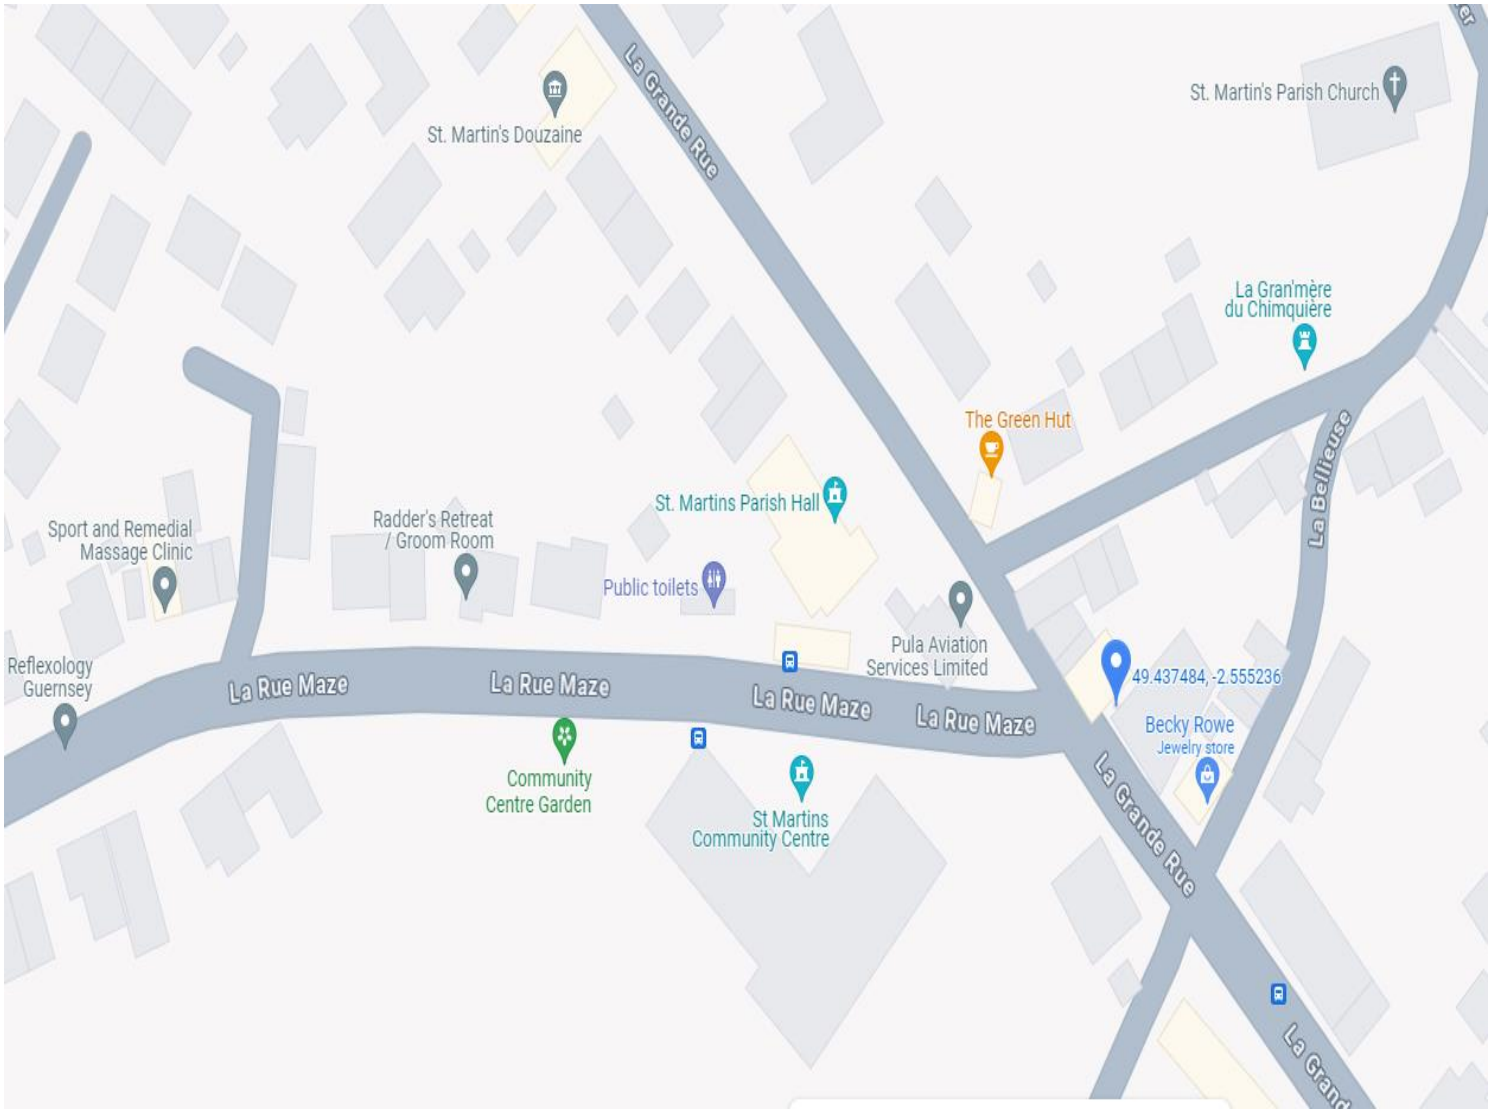 er
La Grande Rue
St. Martin's Parish Church
St. Martin's Douzaine
La Gran'mère
du Chimquière
The Green Hut
La Bellieuse
St. Martins Parish Hall
Radder's Retreat
/ Groom Room
Sport and Remedial
Massage Clinic
Public toilets
Pula Aviation
Services Limited
Reflexology
Guernsey
La Rue Maze
La Rue Maze
La Rue Maze
La Rue Maze
49.437484, -2.555236
Becky Rowe
Jewelry store
Community
Centre Garden
St Martins
Community Centre
La Grande Rue
La Grand